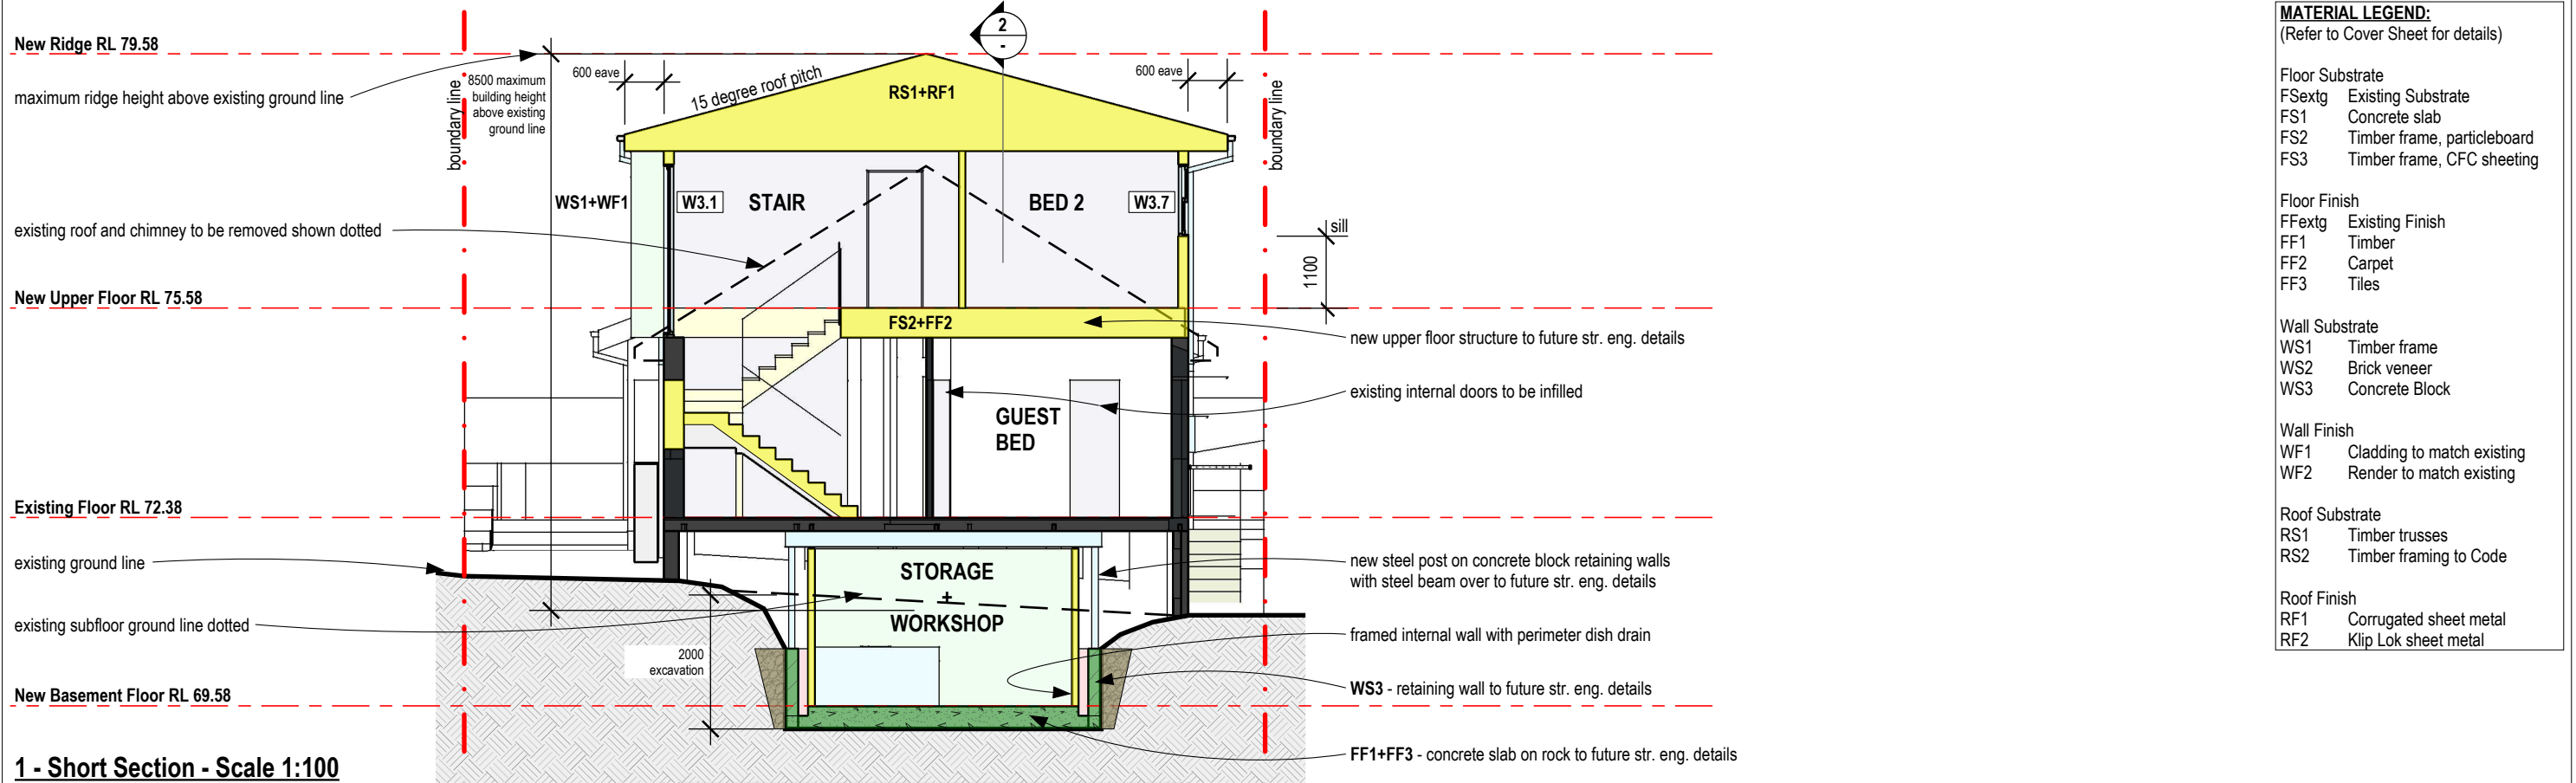 New Ridge RL 79.58
maximum ridge height above existing ground line
existing roof and chimney to be removed shown dotted
New Upper Floor RL 75.58
Existing Floor RL 72.38
existing ground line
existing subfloor ground line dotted
New Basement Floor RL 69.58
1 - Short Section - Scale 1:100
boundary line
8500 maximum
building height
above existing
ground line
600 eave
15 degree roof pitch
RS1+RF1
2
-
600 eave
boundary line
WS1+WF1
W3.1
STAIR
BED 2
W3.7
sill
1100
FS2+FF2
GUEST
BED
STORAGE
+
WORKSHOP
2000
excavation
new upper floor structure to future str. eng. details
existing internal doors to be infilled
new steel post on concrete block retaining walls
with steel beam over to future str. eng. details
framed internal wall with perimeter dish drain
WS3 - retaining wall to future str. eng. details
FF1+FF3 - concrete slab on rock to future str. eng. details
MATERIAL LEGEND:
(Refer to Cover Sheet for details)
Floor Substrate
FSextg Existing Substrate
FS1 Concrete slab
FS2 Timber frame, particleboard
FS3 Timber frame, CFC sheeting
Floor Finish
FFextg Existing Finish
FF1 Timber
FF2 Carpet
FF3 Tiles
Wall Substrate
WS1 Timber frame
WS2 Brick veneer
WS3 Concrete Block
Wall Finish
WF1 Cladding to match existing
WF2 Render to match existing
Roof Substrate
RS1 Timber trusses
RS2 Timber framing to Code
Roof Finish
RF1 Corrugated sheet metal
RF2 Klip Lok sheet metal